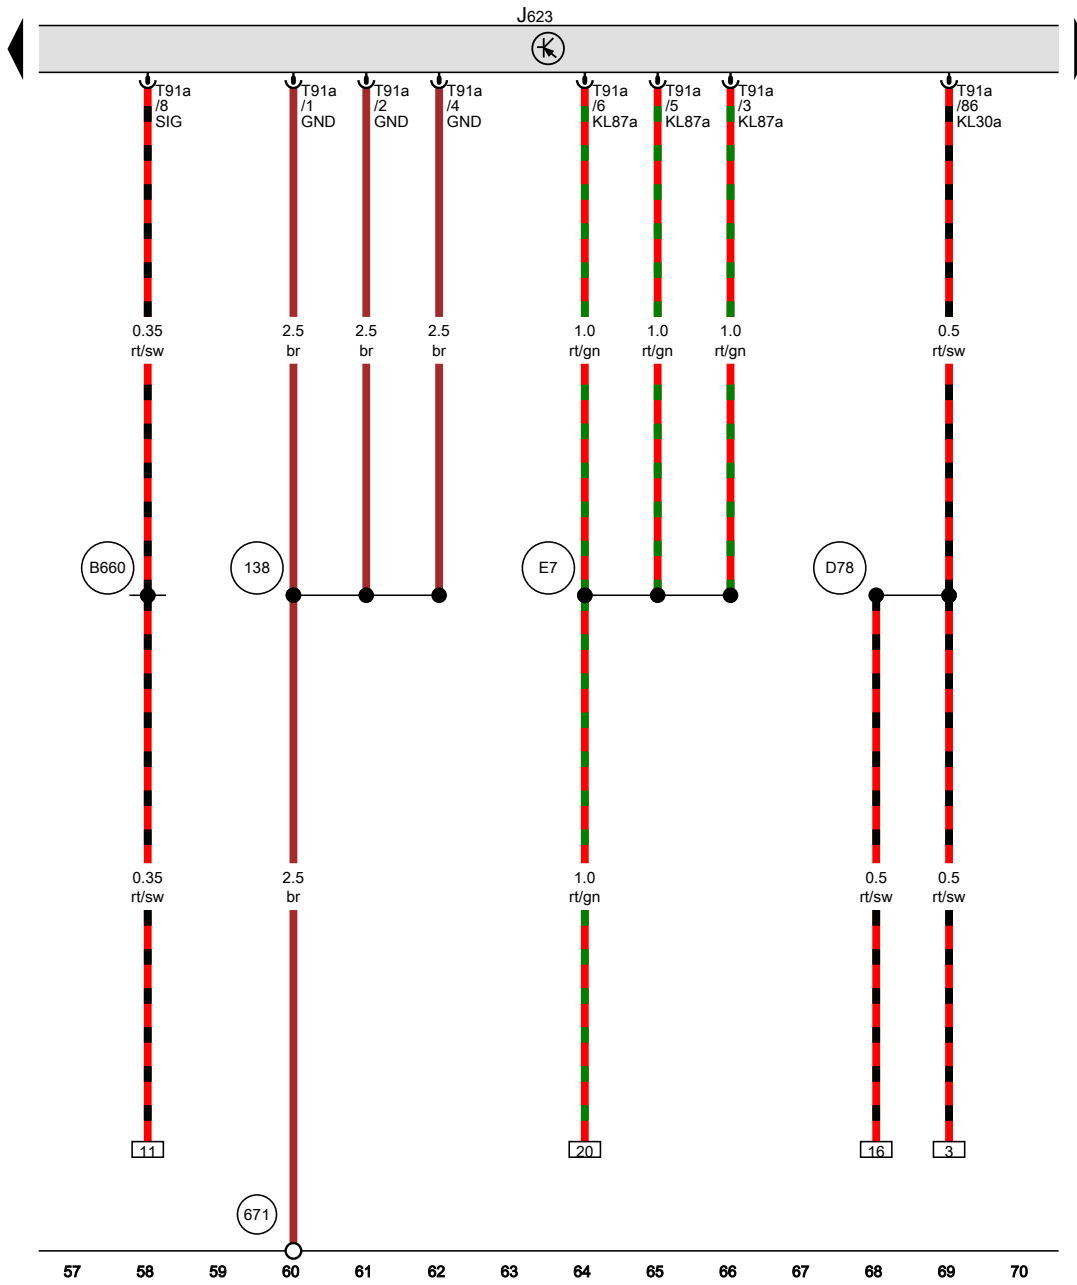 J623
T91a
/8
SIG
T91a
/1
GND
T91a
/2
GND
T91a
/4
GND
T91a
/6
KL87a
T91a
/5
KL87a
T91a
/3
KL87a
T91a
/86
KL30a
0.35
rt/sw
2.5
br
2.5
br
2.5
br
1.0
rt/gn
1.0
rt/gn
1.0
rt/gn
0.5
rt/sw
B660
138
E7
D78
0.35
rt/sw
2.5
br
1.0
rt/gn
0.5
rt/sw
0.5
rt/sw
11
20
16
3
671
57 58 59 60 61 62 63 64 65 66 67 68 69 70